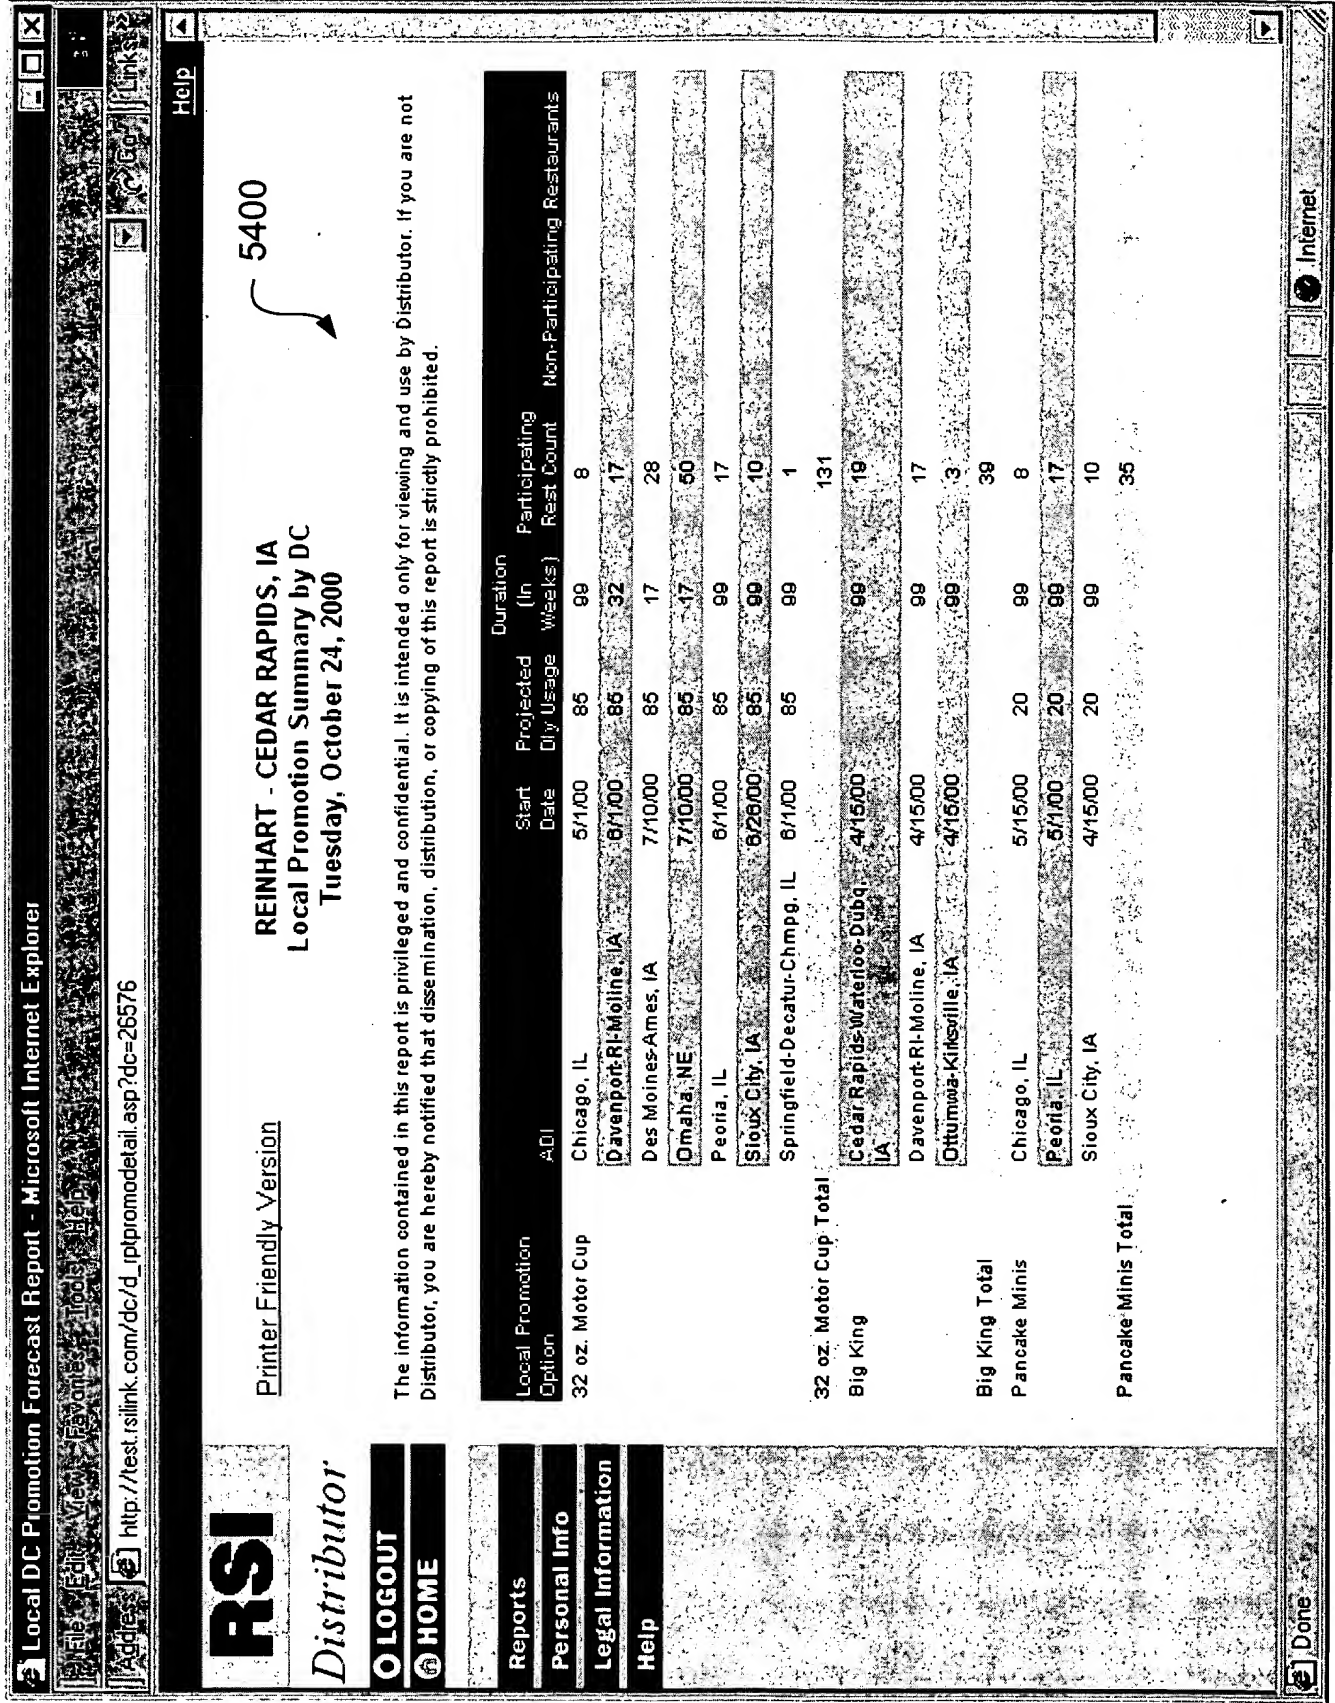 Local DC Promotion Forecast Report - Microsoft Internet Explorer
File Edit View Favorites Tools Help
Address http://test.rsilink.com/dc/d_rptpromodetail.asp?dc=26576 Go Links
Help
RSI
Distributor
LOGOUT
HOME
Reports
Personal Info
Legal Information
Help
Printer Friendly Version
REINHART - CEDAR RAPIDS, IA
Local Promotion Summary by DC
Tuesday, October 24, 2000
5400
The information contained in this report is privileged and confidential. It is intended only for viewing and use by Distributor. If you are not
Distributor, you are hereby notified that dissemination, distribution, or copying of this report is strictly prohibited.
Duration
Local Promotion Start Projected (In Participating
Option ADI Date Dly Usage Weeks) Rest Count Non-Participating Restaurants
32 oz. Motor Cup Chicago, IL 5/1/00 85 99 8
Davenport-RI-Moline, IA 6/1/00 85 32 17
Des Moines-Ames, IA 7/10/00 85 17 28
Omaha, NE 7/10/00 85 17 50
Peoria, IL 6/1/00 85 99 17
Sioux City, IA 6/26/00 85 99 10
Springfield-Decatur-Chmpg, IL 6/1/00 85 99 1
32 oz. Motor Cup Total 131
Big King Cedar Rapids-Waterloo-Dubq, 4/15/00 99 19
IA
Davenport-RI-Moline, IA 4/15/00 99 17
Ottumwa-Kirksville, IA 4/15/00 99 3
Big King Total 39
Pancake Minis Chicago, IL 5/15/00 20 99 8
Peoria, IL 5/1/00 20 99 17
Sioux City, IA 4/15/00 20 99 10
Pancake Minis Total 35
Done Internet